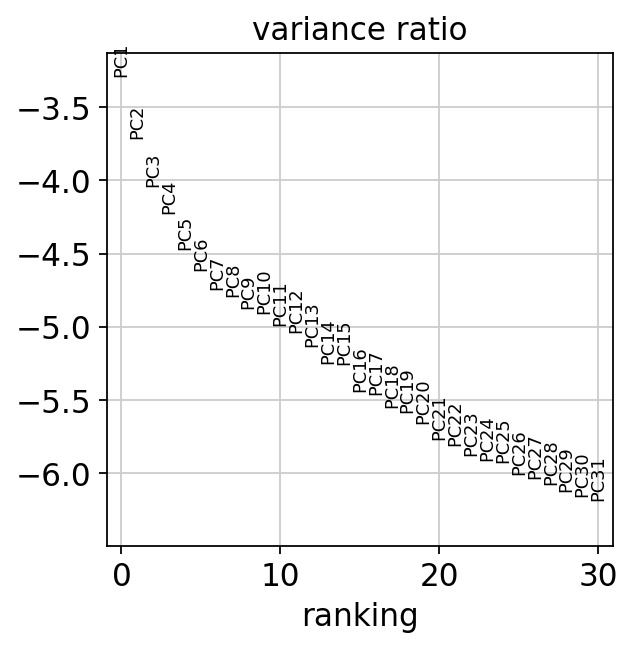 variance ratio
−3.5
−4.0
−4.5
−5.0
−5.5
−6.0
PC1
PC2
PC3
PC4
PC5
PC6
PC7
PC8
PC9
PC10
PC11
PC12
PC13
PC14
PC15
PC16
PC17
PC18
PC19
PC20
PC21
PC22
PC23
PC24
PC25
PC26
PC27
PC28
PC29
PC30
PC31
0 10 20 30
ranking